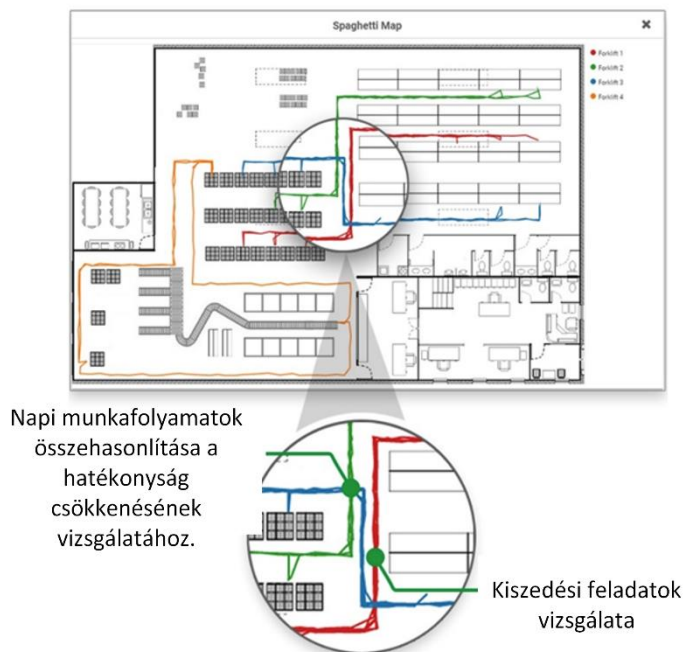 Spaghetti Map
Forklift 1
Forklift 2
Forklift 3
Forklift 4
Napi munkafolyamatok
összehasonlítása a
hatékonyság
csökkenésének
vizsgálatához.
Kiszedési feladatok
vizsgálata